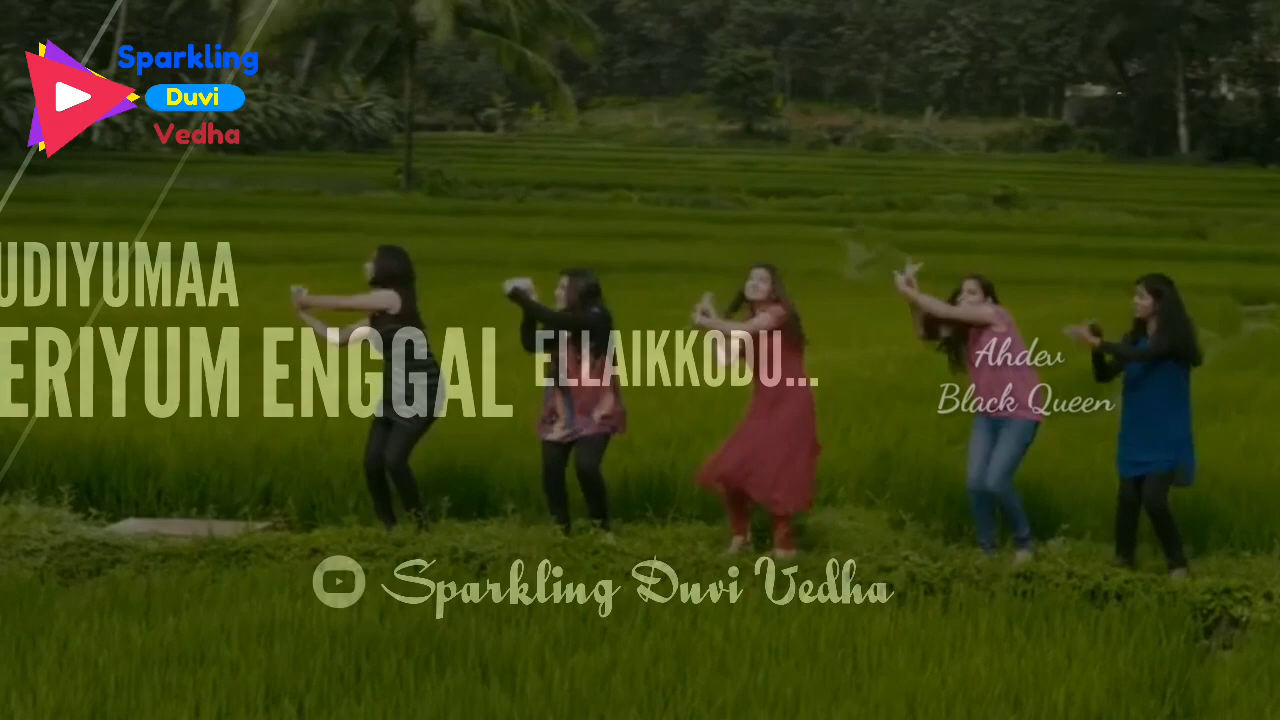 Sparkling
Duvi
Vedha
UDIYUMAA
ERIYUM ENGGAL ELLAIKKODU...
Ahdev
Black Queen
Sparkling Duvi Vedha